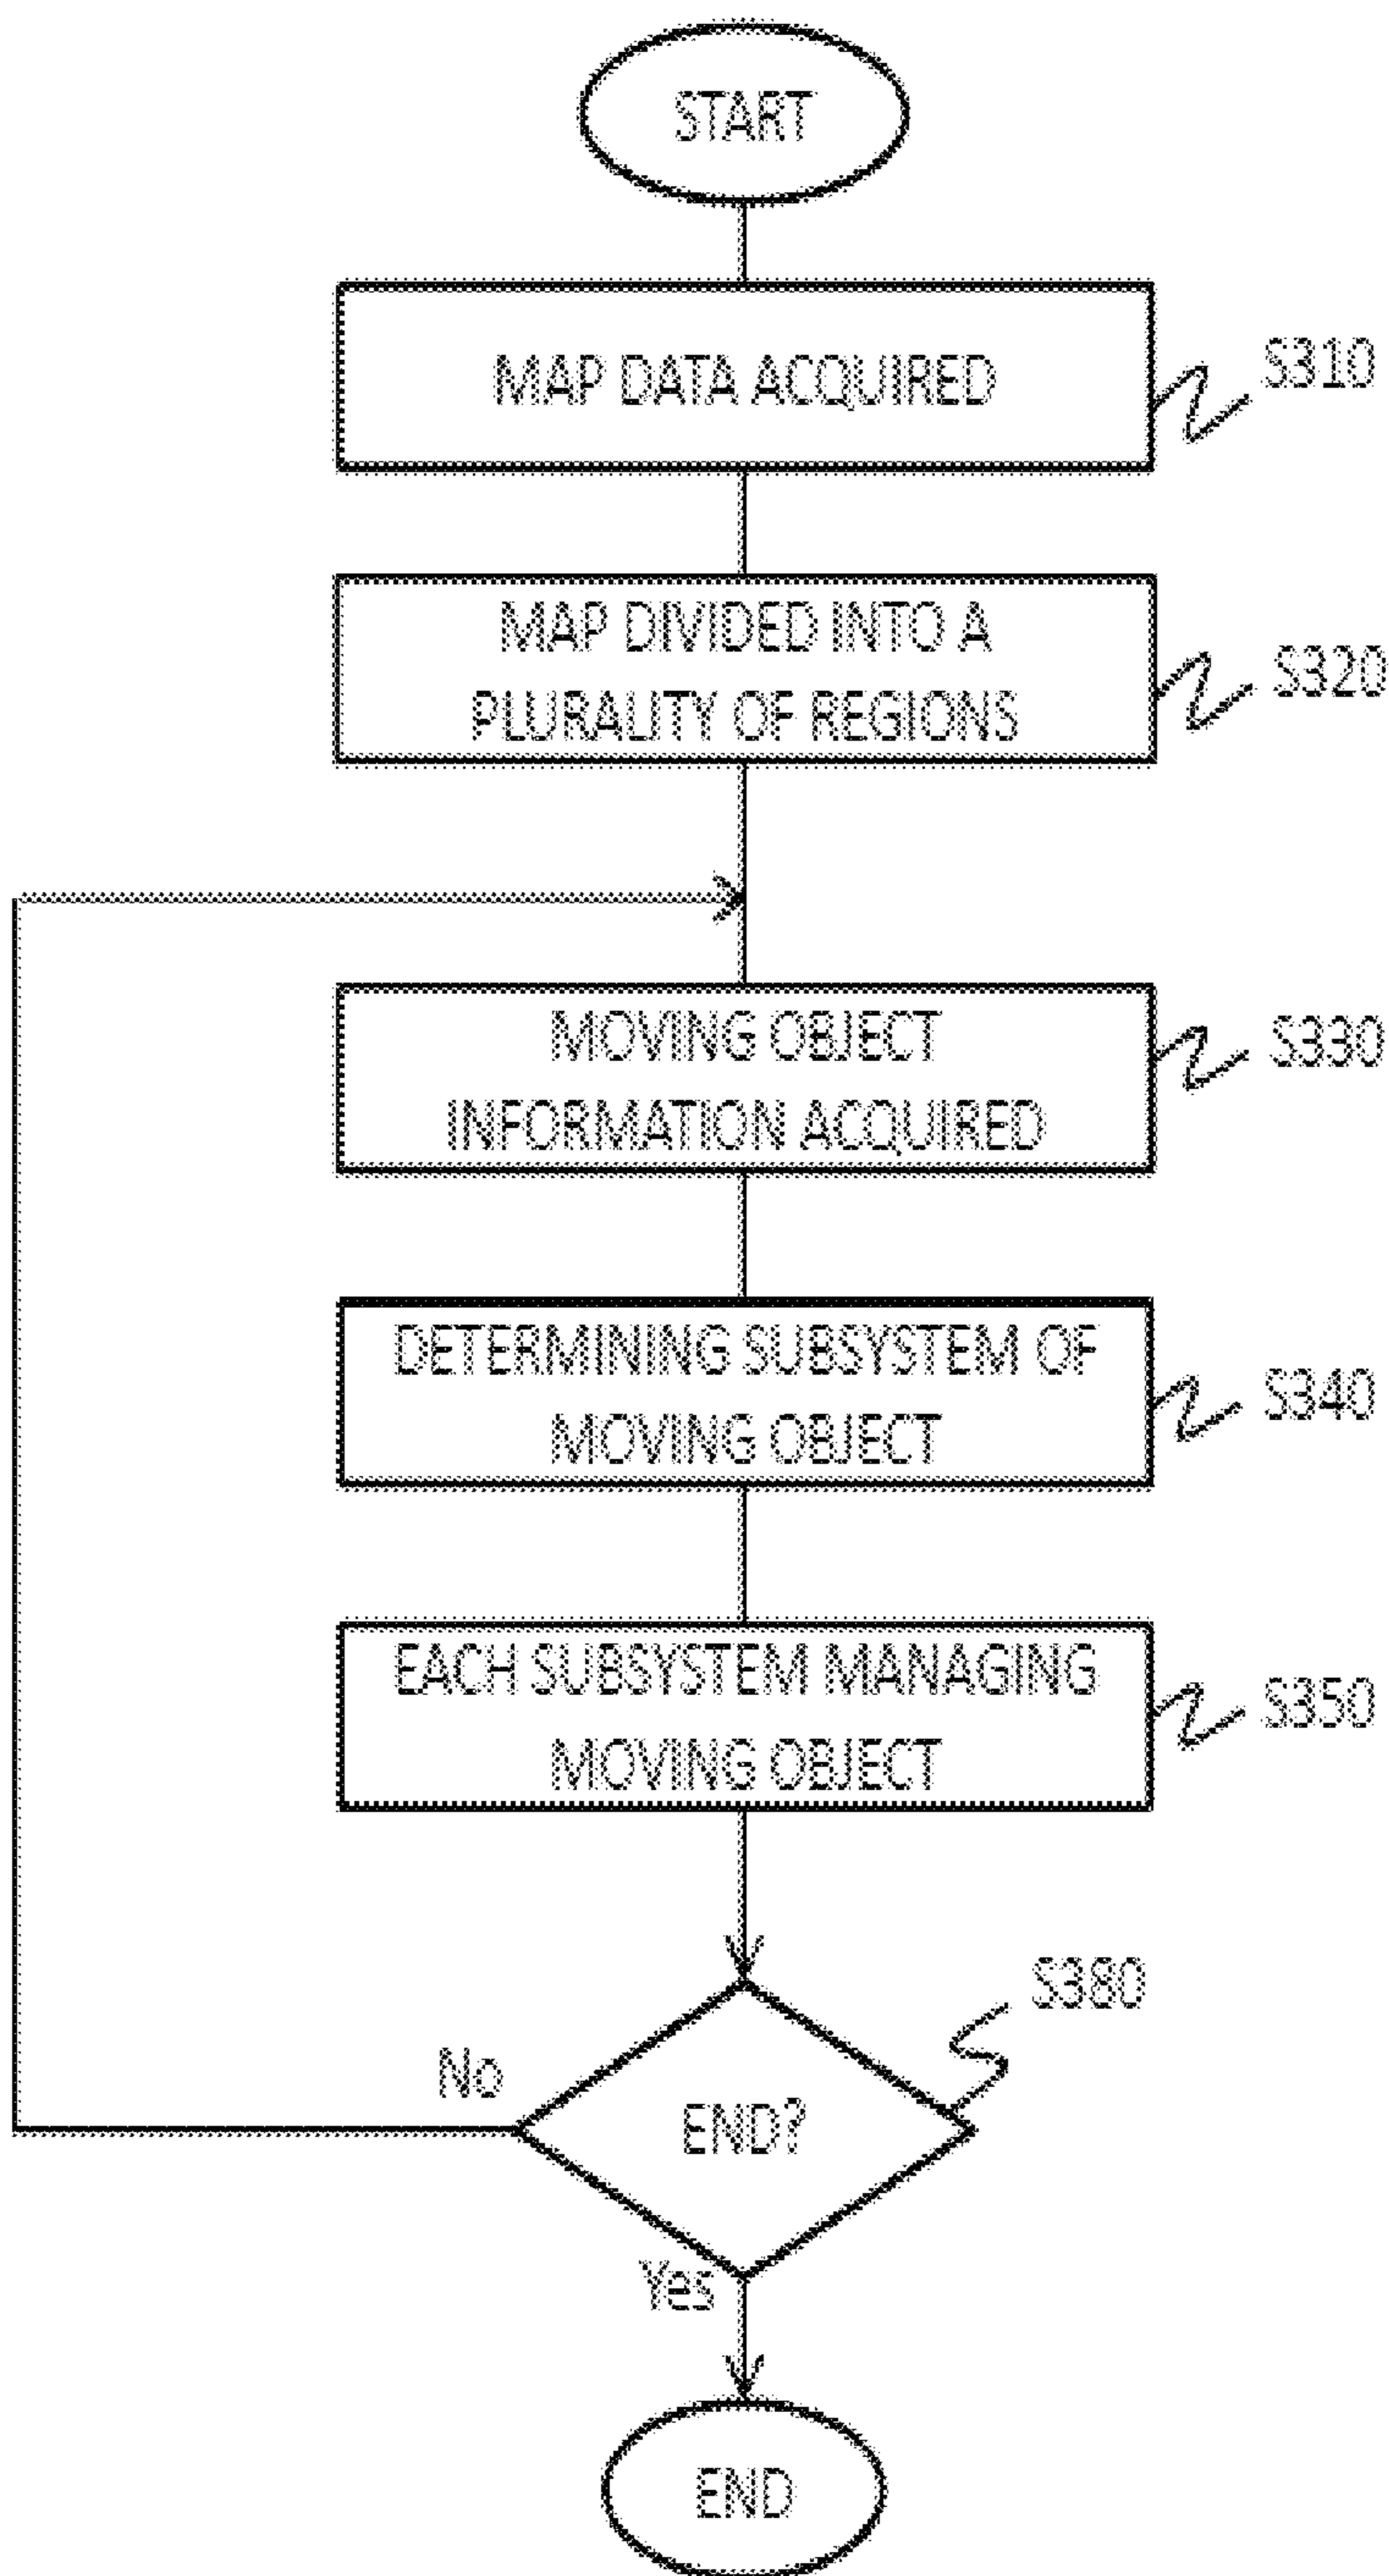 START
MAP DATA ACQUIRED
S310
MAP DIVIDED INTO A
PLURALITY OF REGIONS
S320
MOVING OBJECT
INFORMATION ACQUIRED
S330
DETERMINING SUBSYSTEM OF
MOVING OBJECT
S340
EACH SUBSYSTEM MANAGING
MOVING OBJECT
S350
S380
No
END?
Yes
END